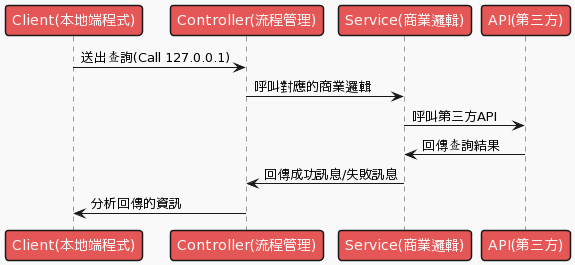 Client(本地端程式) Controller(流程管理) Service(商業邏輯) API(第三方)
送出查詢(Call 127.0.0.1)
呼叫對應的商業邏輯
呼叫第三方API
回傳查詢結果
回傳成功訊息/失敗訊息
分析回傳的資訊
Client(本地端程式) Controller(流程管理) Service(商業邏輯) API(第三方)